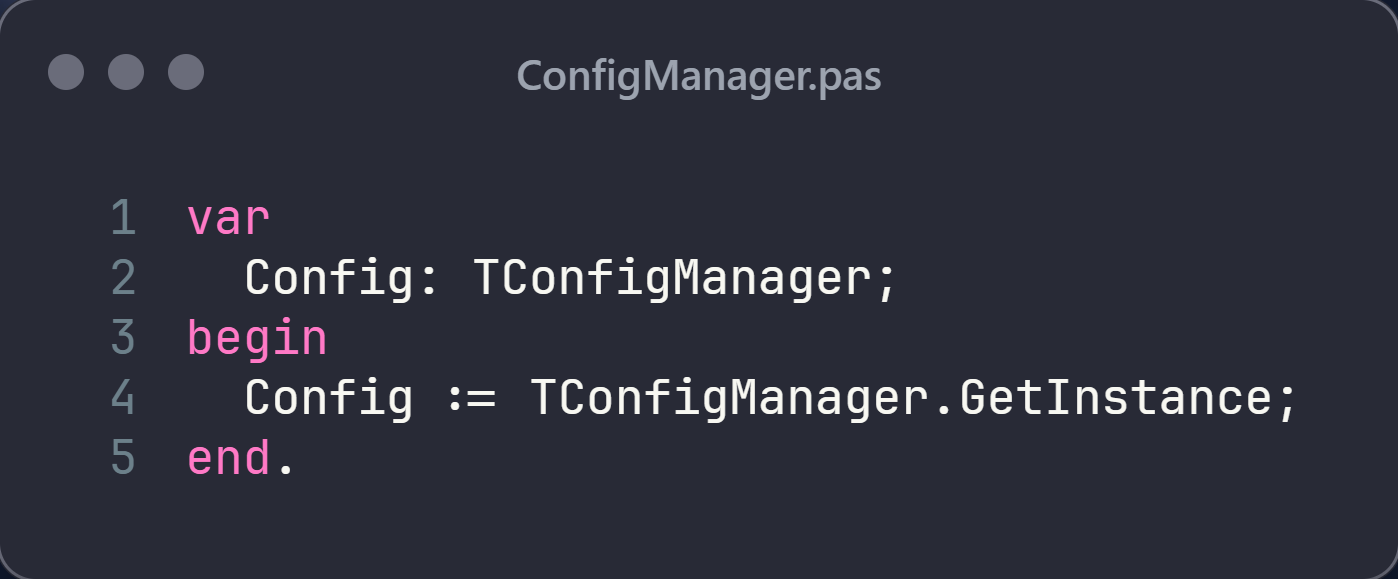 ConfigManager.pas
1 var
2   Config: TConfigManager;
3 begin
4   Config := TConfigManager.GetInstance;
5 end.